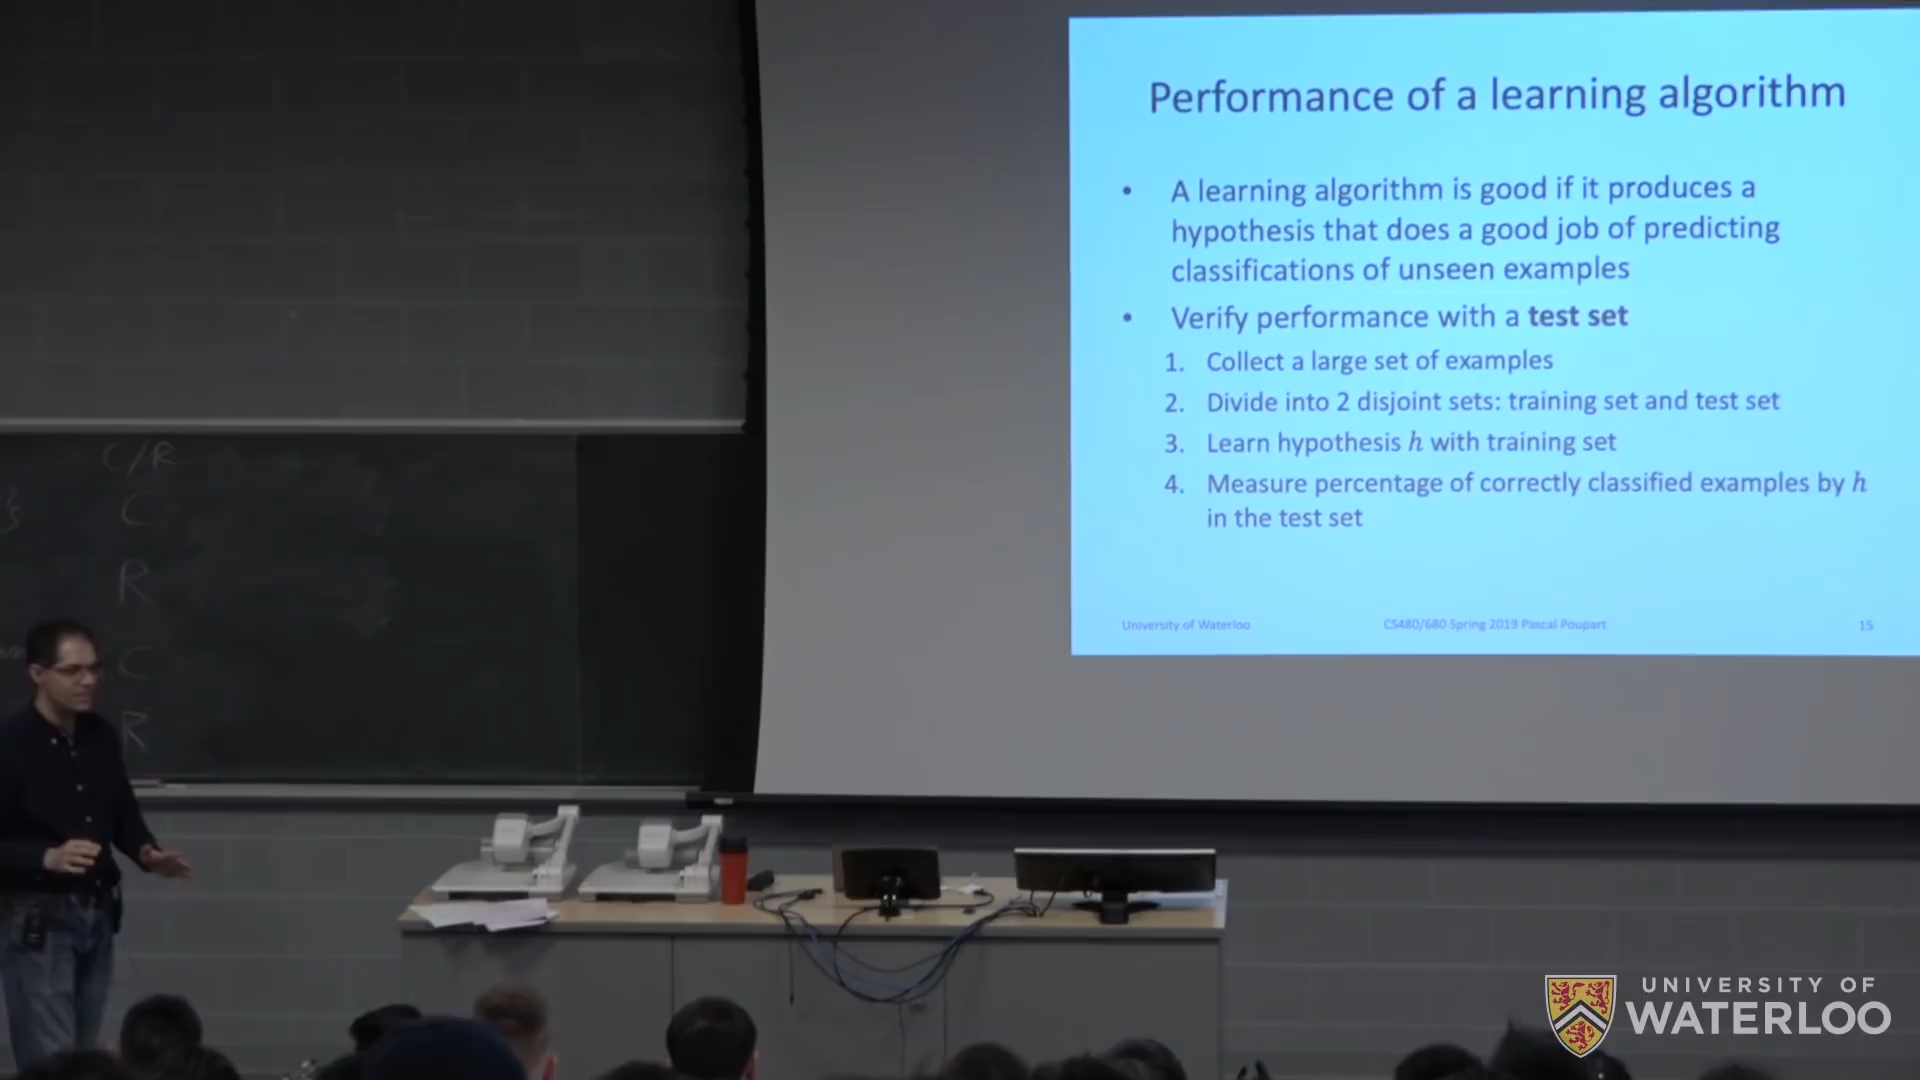 Performance of a learning algorithm
• A learning algorithm is good if it produces a
hypothesis that does a good job of predicting
classifications of unseen examples
• Verify performance with a test set
1. Collect a large set of examples
2. Divide into 2 disjoint sets: training set and test set
3. Learn hypothesis h with training set
4. Measure percentage of correctly classified examples by h
in the test set
University of Waterloo
CS480/680 Spring 2019 Pascal Poupart
15
C/R
C
R
C
R
UNIVERSITY OF
WATERLOO